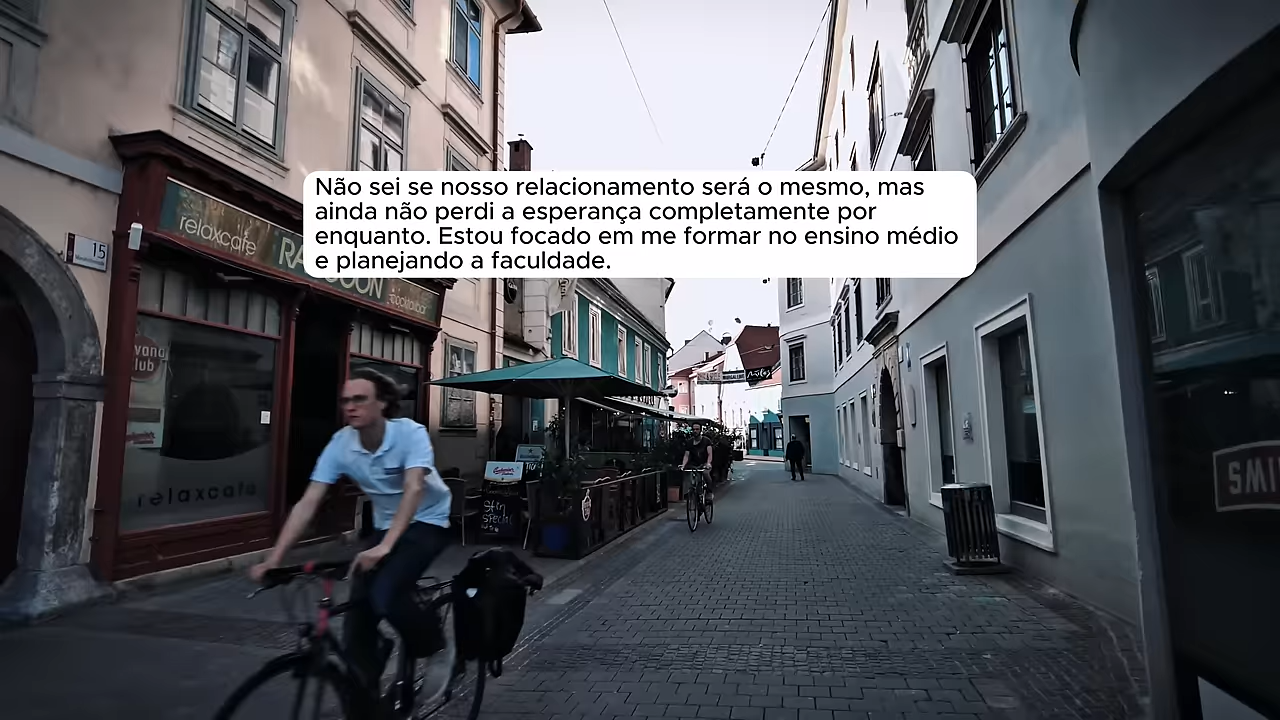 Não sei se nosso relacionamento será o mesmo, mas
ainda não perdi a esperança completamente por
enquanto. Estou focado em me formar no ensino médio
e planejando a faculdade.
15
relaxcafe
relaxcafe